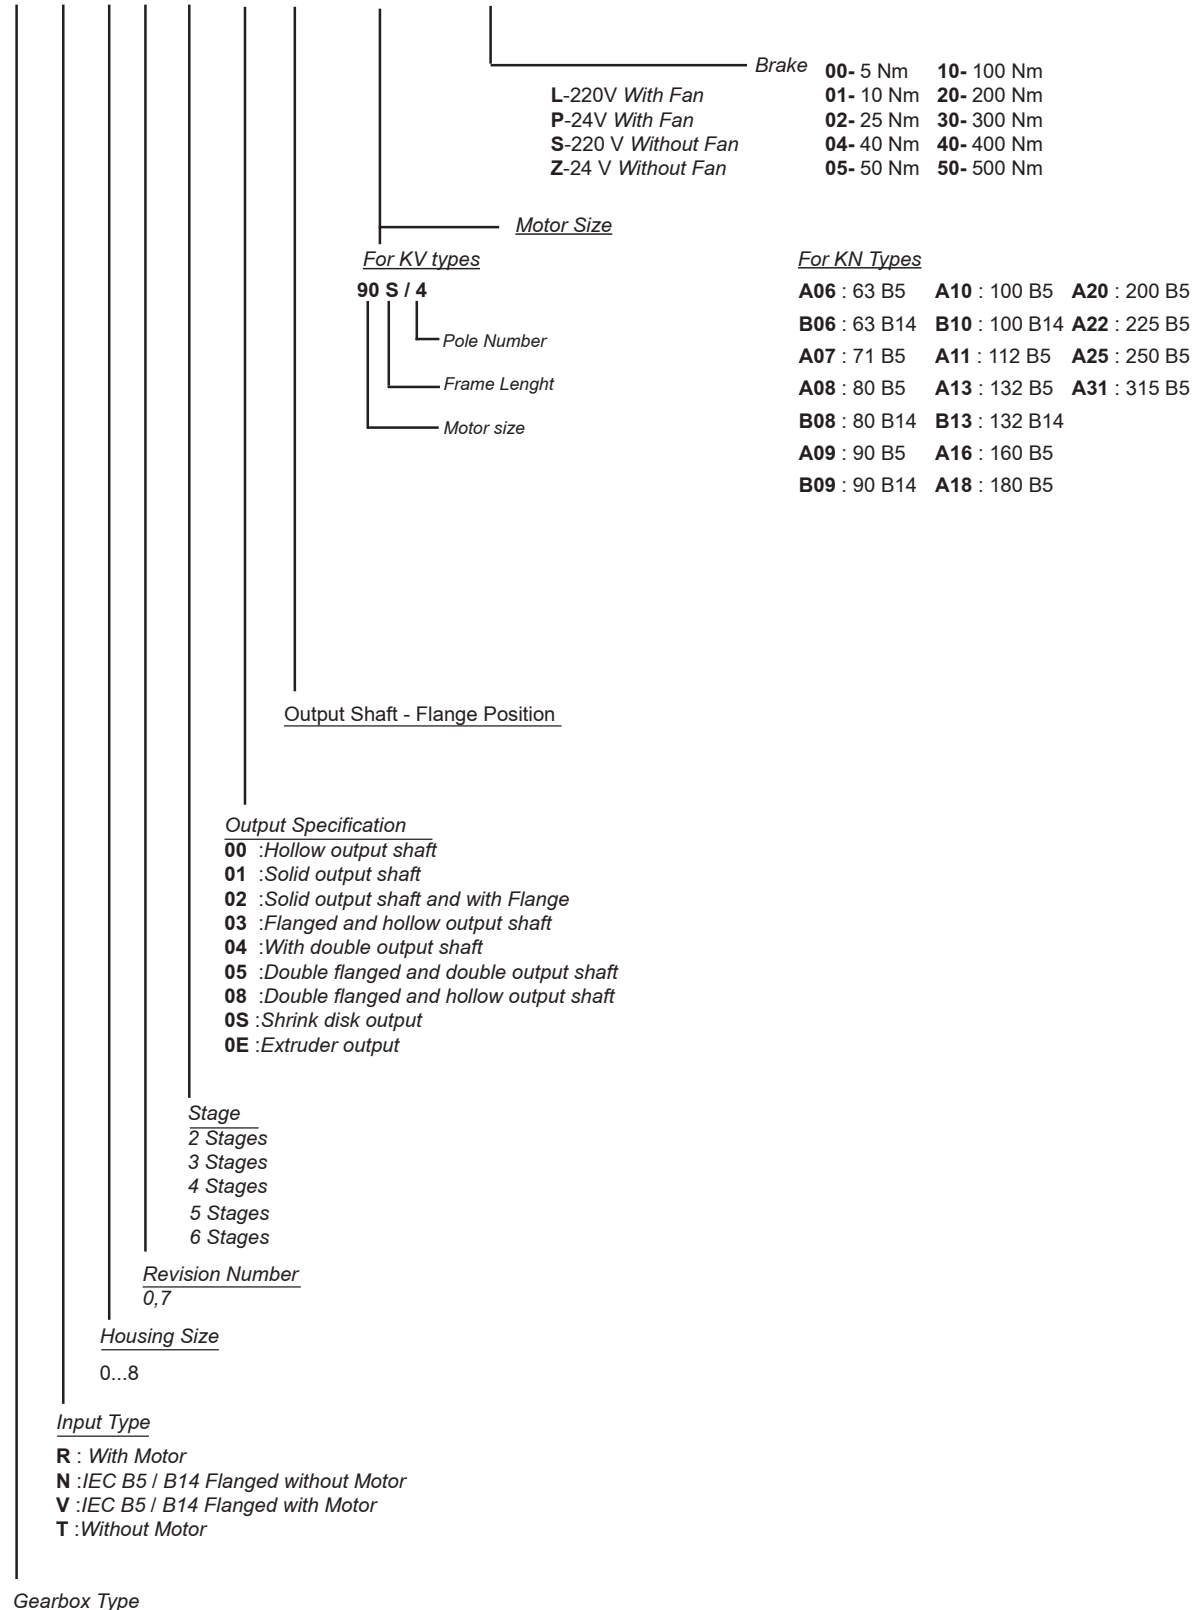 Brake 00- 5 Nm 10- 100 Nm
L-220V With Fan 01- 10 Nm 20- 200 Nm
P-24V With Fan 02- 25 Nm 30- 300 Nm
S-220 V Without Fan 04- 40 Nm 40- 400 Nm
Z-24 V Without Fan 05- 50 Nm 50- 500 Nm
Motor Size
For KV types
90 S / 4
Pole Number
Frame Lenght
Motor size
For KN Types
A06 : 63 B5 A10 : 100 B5 A20 : 200 B5
B06 : 63 B14 B10 : 100 B14 A22 : 225 B5
A07 : 71 B5 A11 : 112 B5 A25 : 250 B5
A08 : 80 B5 A13 : 132 B5 A31 : 315 B5
B08 : 80 B14 B13 : 132 B14
A09 : 90 B5 A16 : 160 B5
B09 : 90 B14 A18 : 180 B5
Output Shaft - Flange Position
Output Specification
00 :Hollow output shaft
01 :Solid output shaft
02 :Solid output shaft and with Flange
03 :Flanged and hollow output shaft
04 :With double output shaft
05 :Double flanged and double output shaft
08 :Double flanged and hollow output shaft
0S :Shrink disk output
0E :Extruder output
Stage
2 Stages
3 Stages
4 Stages
5 Stages
6 Stages
Revision Number
0,7
Housing Size
0...8
Input Type
R : With Motor
N :IEC B5 / B14 Flanged without Motor
V :IEC B5 / B14 Flanged with Motor
T :Without Motor
Gearbox Type